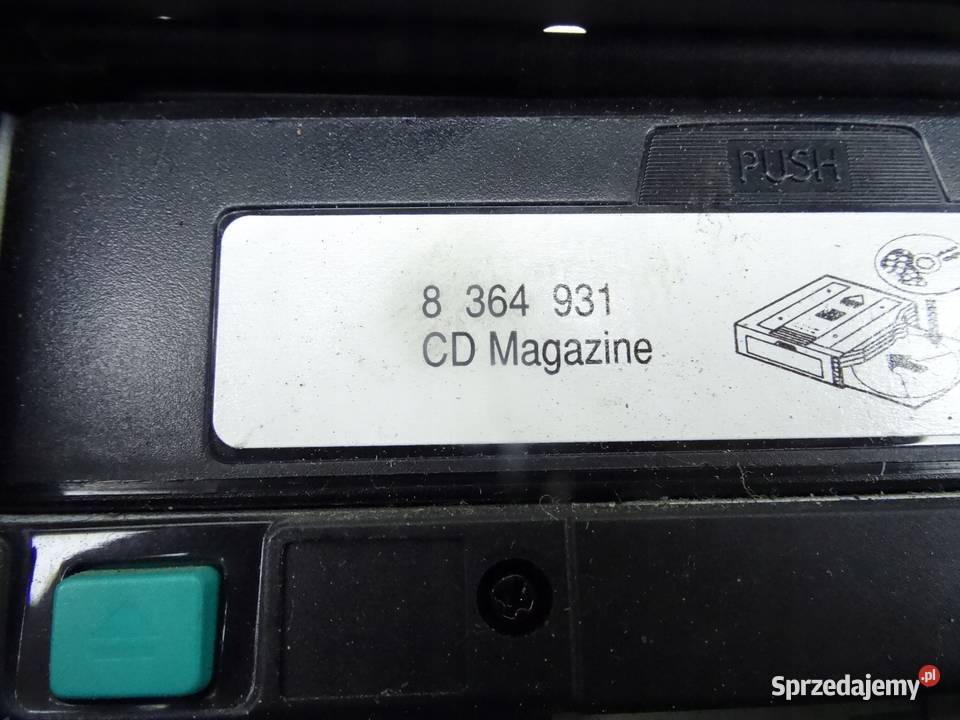 PUSH
8 364 931
CD Magazine
Sprzedajemy.pl